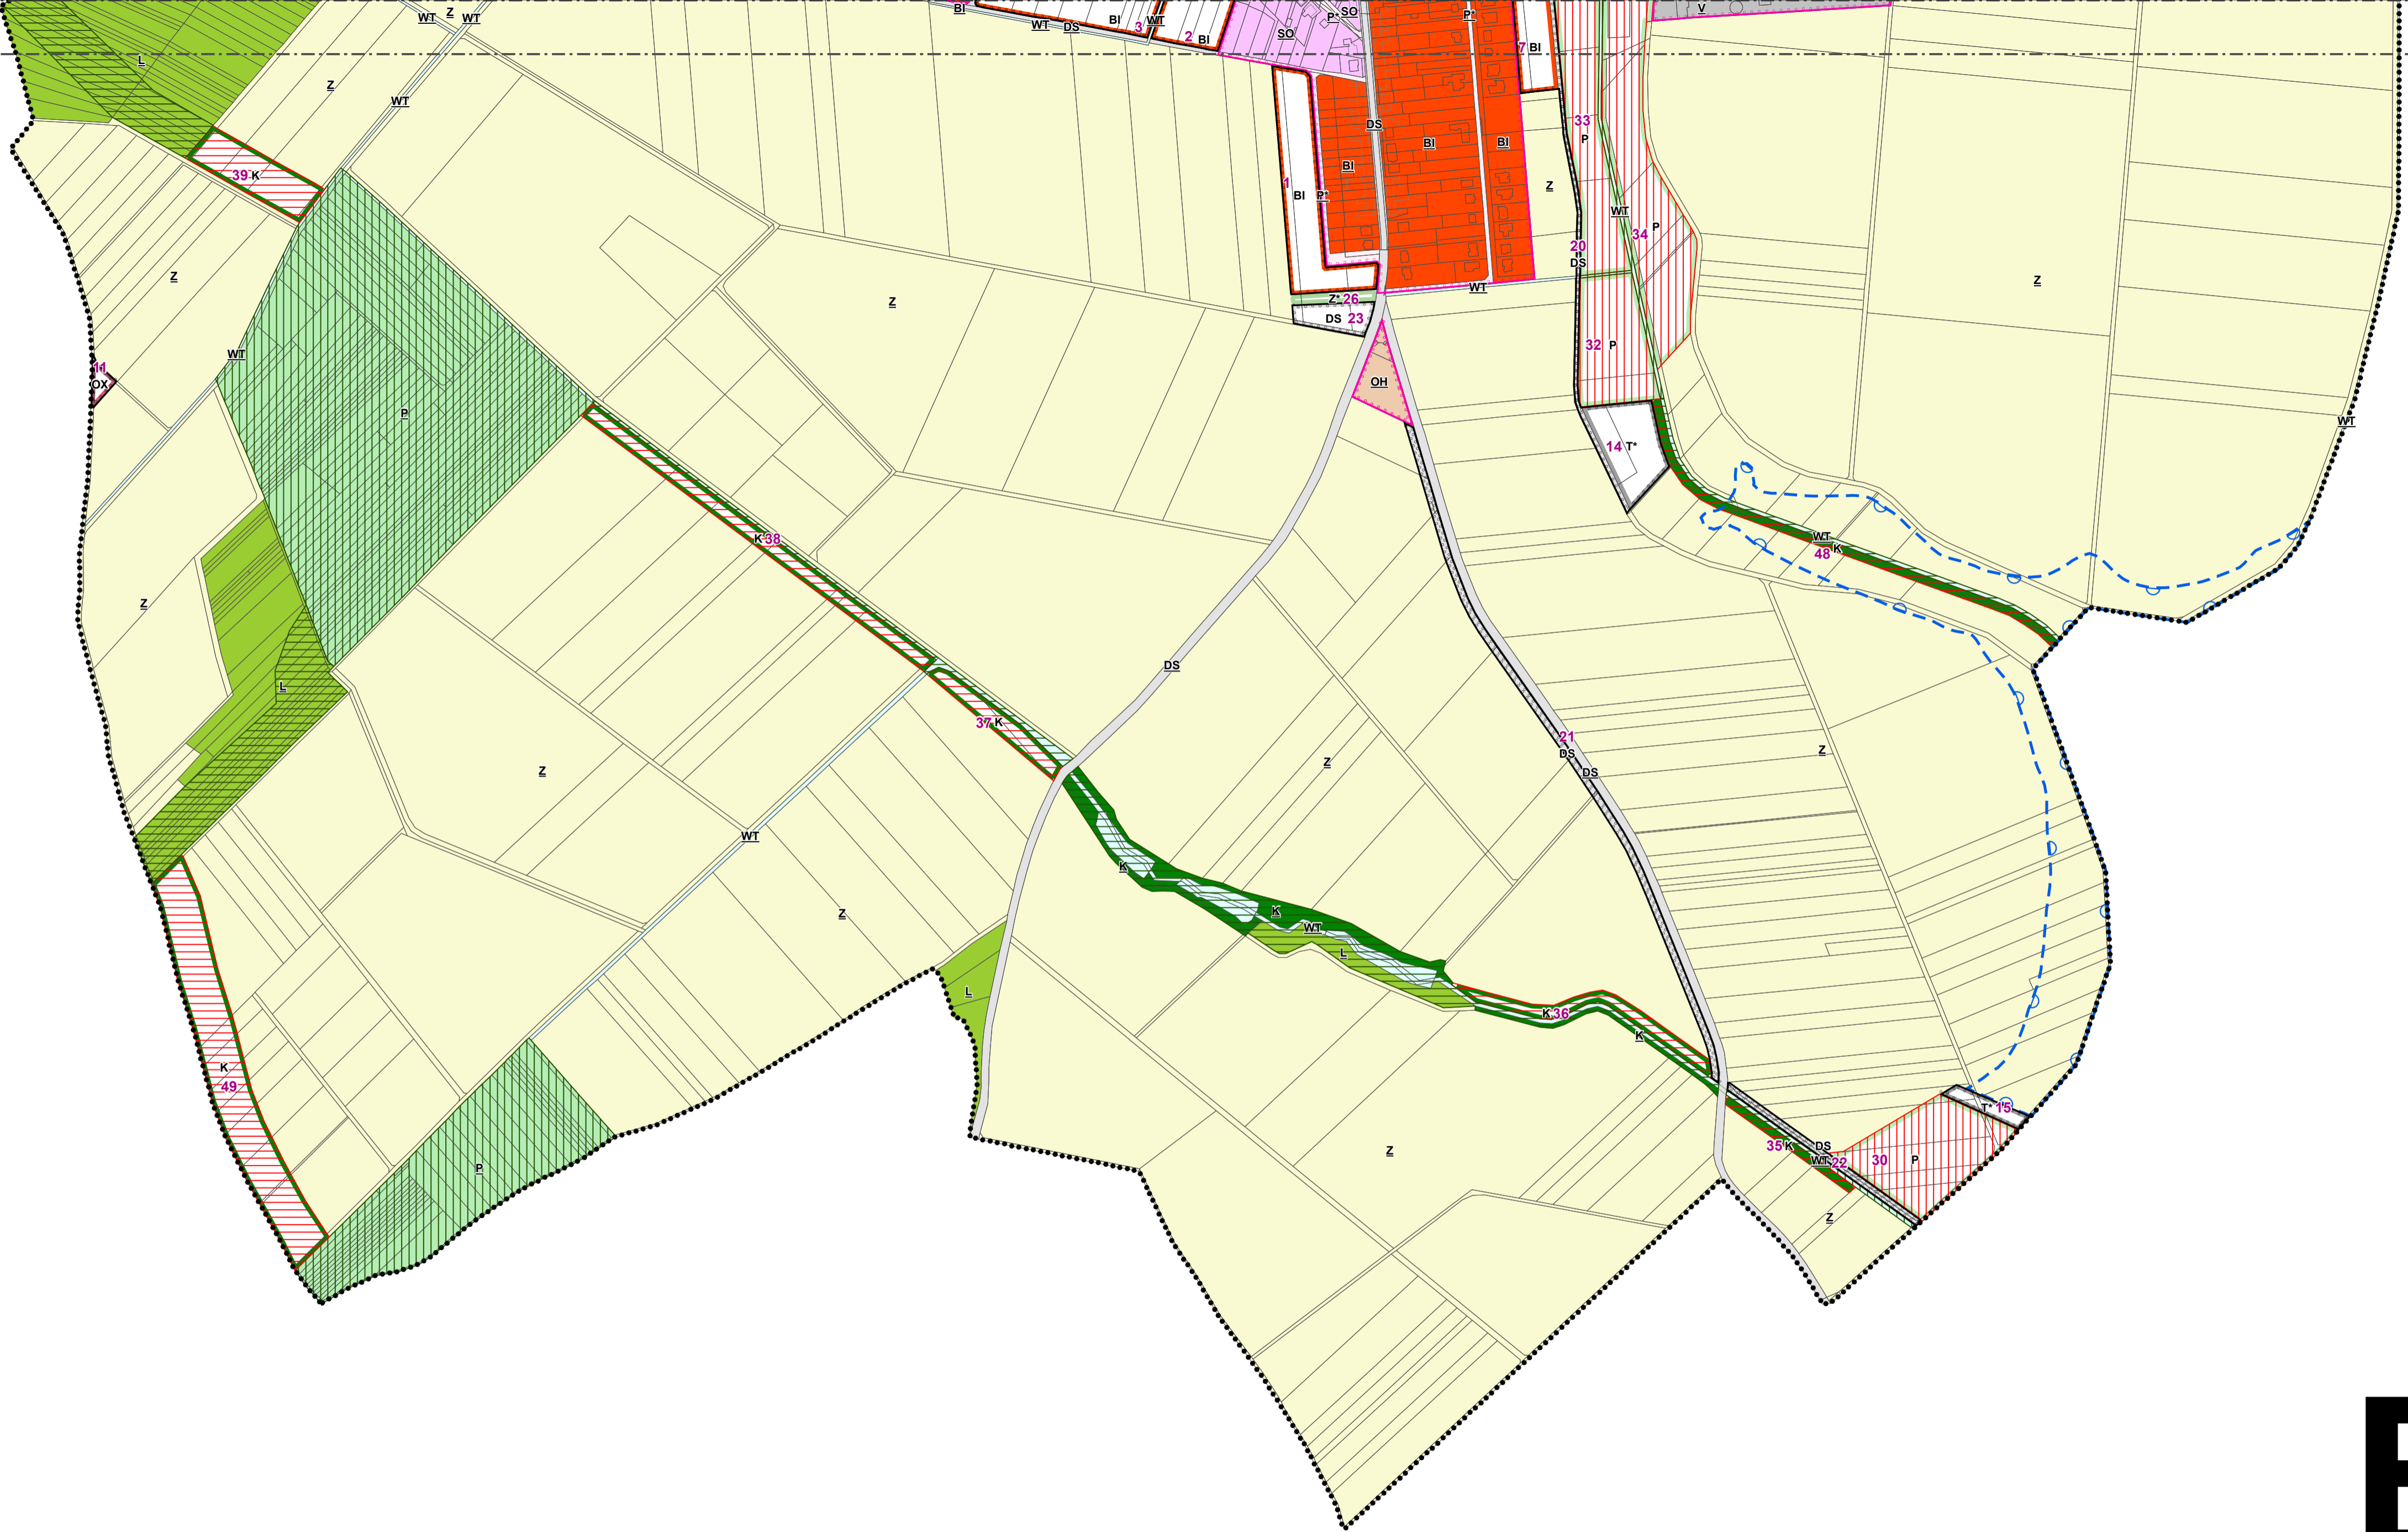 WT
Z
WT
BI
WT
DS
BI
3
WT
2
BI
SO
P*
SO
P*
7
BI
V
L
Z
WT
33
P
DS
BI
BI
BI
39 K
1
BI
P*
Z
WT
34
P
20
DS
Z
Z
Z
WT
Z* 26
DS 23
32 P
WT
11
OX
OH
P
WT
14 T*
K 38
WT
48
K
Z
DS
L
37 K
21
DS
DS
Z
Z
Z
WT
K
Z
K
WT
L
L
K 36
K
K
49
T* 15
35 K
DS
WT 22
30
P
Z
P
Z